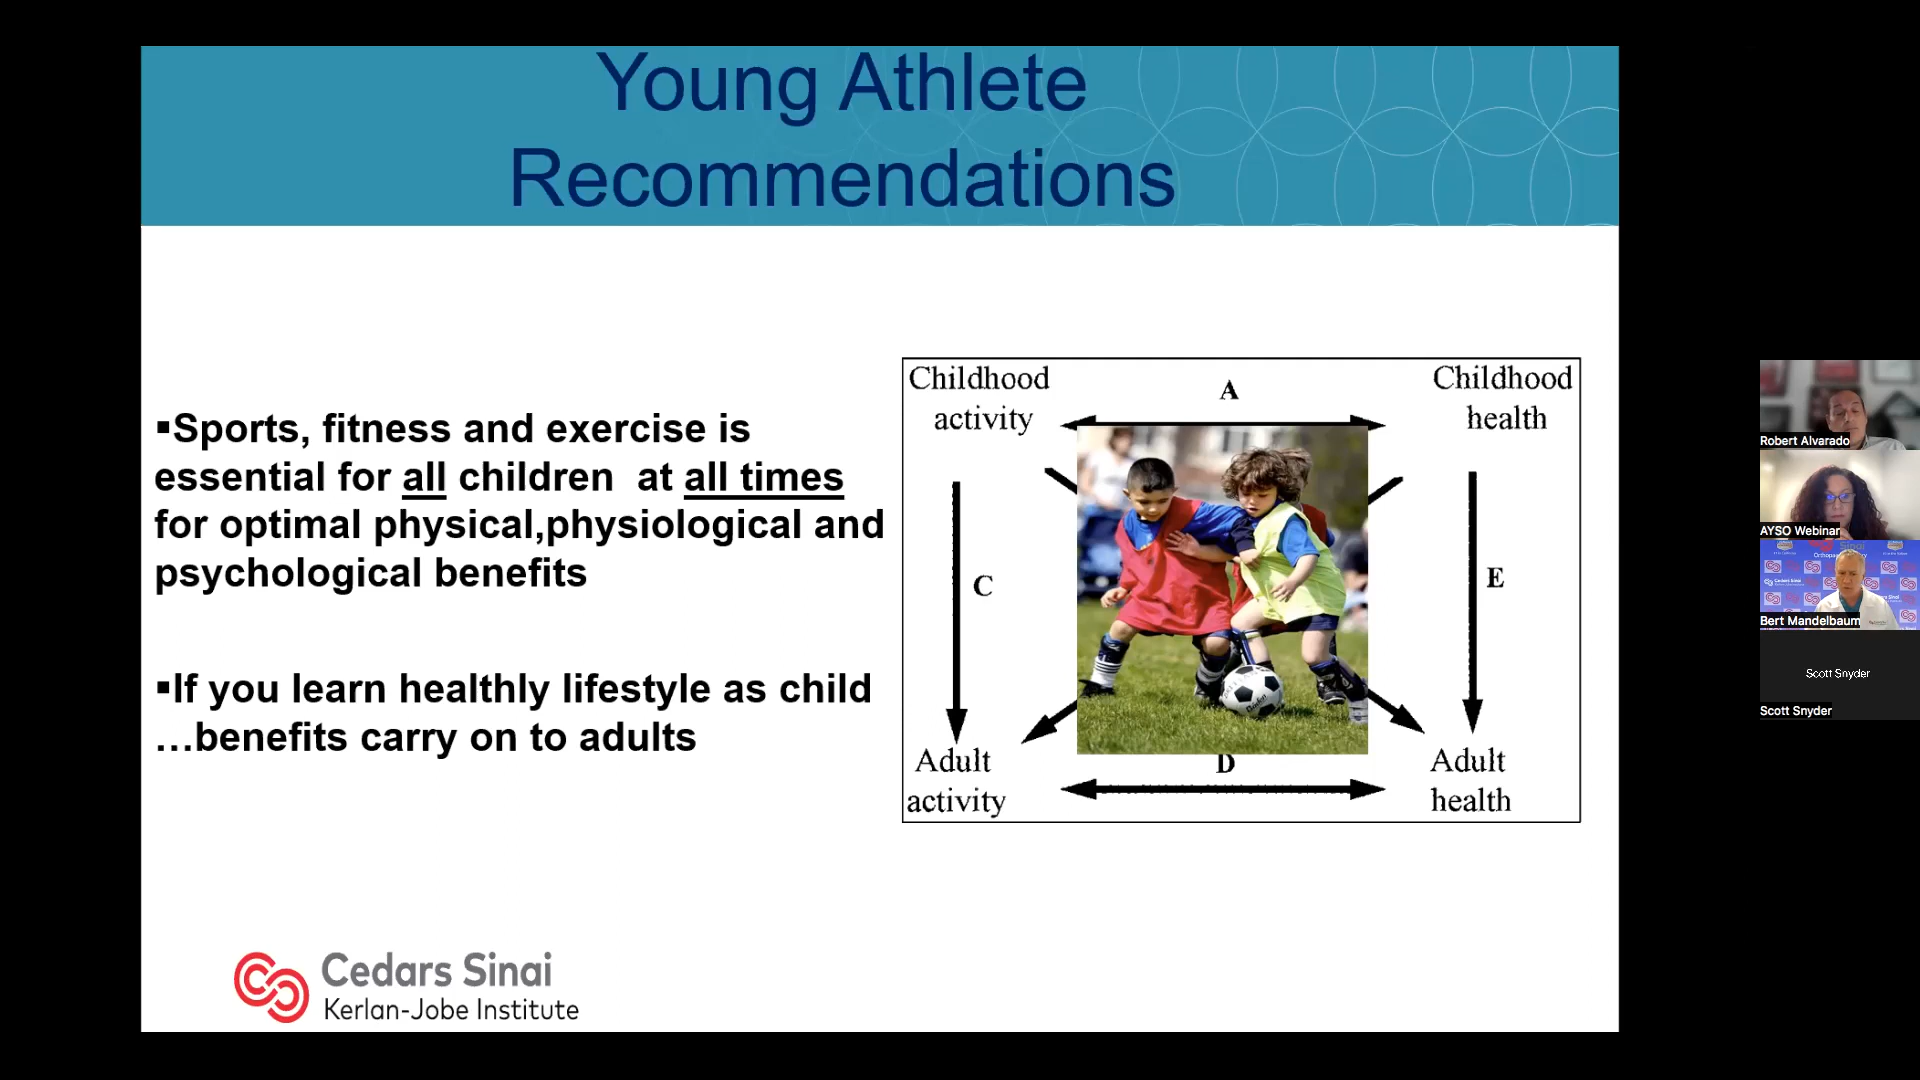 Young Athlete
Recommendations
▪Sports, fitness and exercise is
essential for all children at all times
for optimal physical,physiological and
psychological benefits
▪If you learn healthly lifestyle as child
…benefits carry on to adults
Childhood
activity
A
Childhood
health
C
E
D
Adult
activity
Adult
health
Cedars Sinai
Kerlan-Jobe Institute
Robert Alvarado
AYSO Webinar
Bert Mandelbaum
Scott Snyder
Scott Snyder